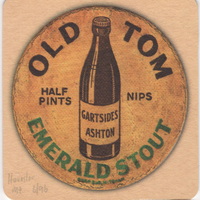 OLD TOM
HALF PINTS
NIPS
GARTSIDES
ASHTON
EMERALD STOUT